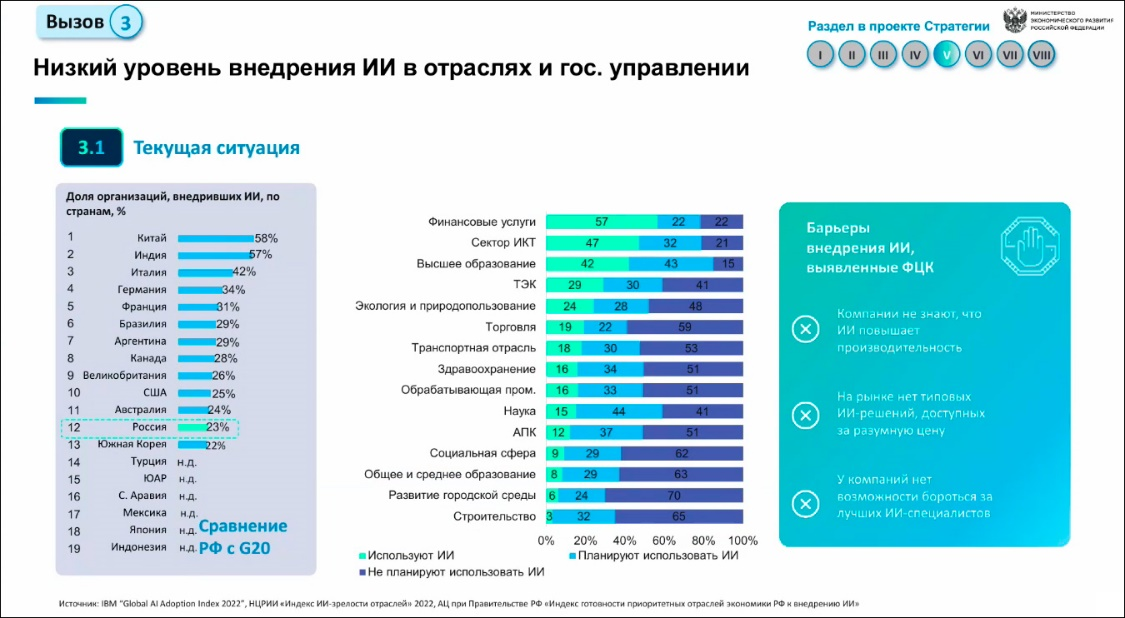 Вызов 3
Раздел в проекте Стратегии
МИНИСТЕРСТВО
ЭКОНОМИЧЕСКОГО РАЗВИТИЯ
РОССИЙСКОЙ ФЕДЕРАЦИИ
I II III IV V VI VII VIII
Низкий уровень внедрения ИИ в отраслях и гос. управлении
3.1 Текущая ситуация
Доля организаций, внедривших ИИ, по
странам, %
1 Китай 58%
2 Индия 57%
3 Италия 42%
4 Германия 34%
5 Франция 31%
6 Бразилия 29%
7 Аргентина 29%
8 Канада 28%
9 Великобритания 26%
10 США 25%
11 Австралия 24%
12 Россия 23%
13 Южная Корея 22%
14 Турция н.д.
15 ЮАР н.д.
16 С. Аравия н.д.
17 Мексика н.д.
18 Япония н.д.
19 Индонезия н.д.
Сравнение
РФ с G20
Финансовые услуги 57 22 22
Сектор ИКТ 47 32 21
Высшее образование 42 43 15
ТЭК 29 30 41
Экология и природопользование 24 28 48
Торговля 19 22 59
Транспортная отрасль 18 30 53
Здравоохранение 16 34 51
Обрабатывающая пром. 16 33 51
Наука 15 44 41
АПК 12 37 51
Социальная сфера 9 29 62
Общее и среднее образование 8 29 63
Развитие городской среды 6 24 70
Строительство 3 32 65
0% 20% 40% 60% 80% 100%
Используют ИИ
Планируют использовать ИИ
Не планируют использовать ИИ
Барьеры
внедрения ИИ,
выявленные ФЦК
Компании не знают, что
ИИ повышает
производительность
На рынке нет типовых
ИИ-решений, доступных
за разумную цену
У компаний нет
возможности бороться за
лучших ИИ-специалистов
Источник: IBM "Global AI Adoption Index 2022", НЦРИИ «Индекс ИИ-зрелости отраслей» 2022, АЦ при Правительстве РФ «Индекс готовности приоритетных отраслей экономики РФ к внедрению ИИ»